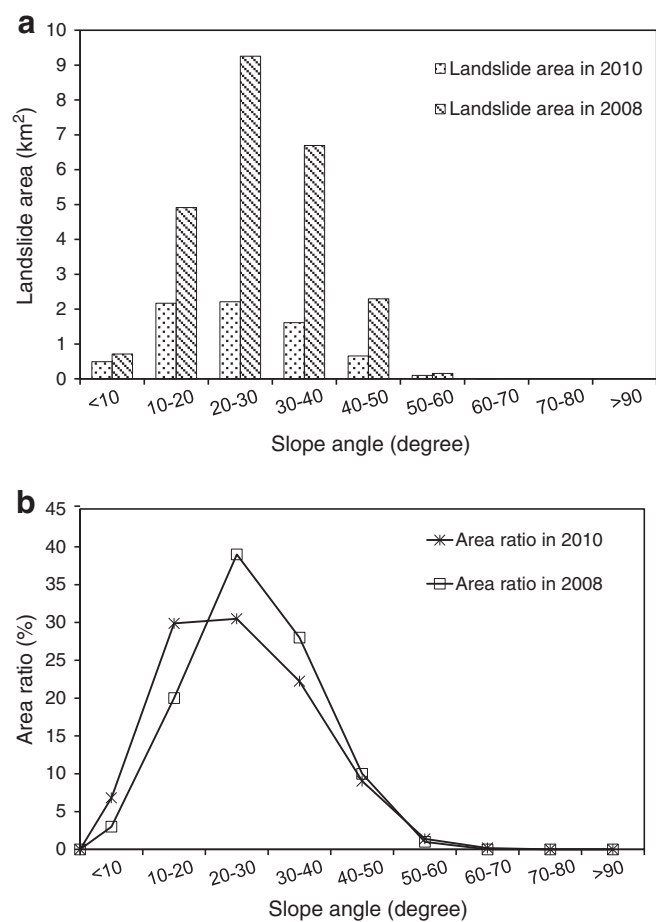 a
10
9
8
7
6
5
4
3
2
1
0
Landslide area (km²)
Landslide area in 2010
Landslide area in 2008
<10 10-20 20-30 30-40 40-50 50-60 60-70 70-80 >90
Slope angle (degree)
b
45
40
35
30
25
20
15
10
5
0
Area ratio (%)
Area ratio in 2010
Area ratio in 2008
<10 10-20 20-30 30-40 40-50 50-60 60-70 70-80 >90
Slope angle (degree)